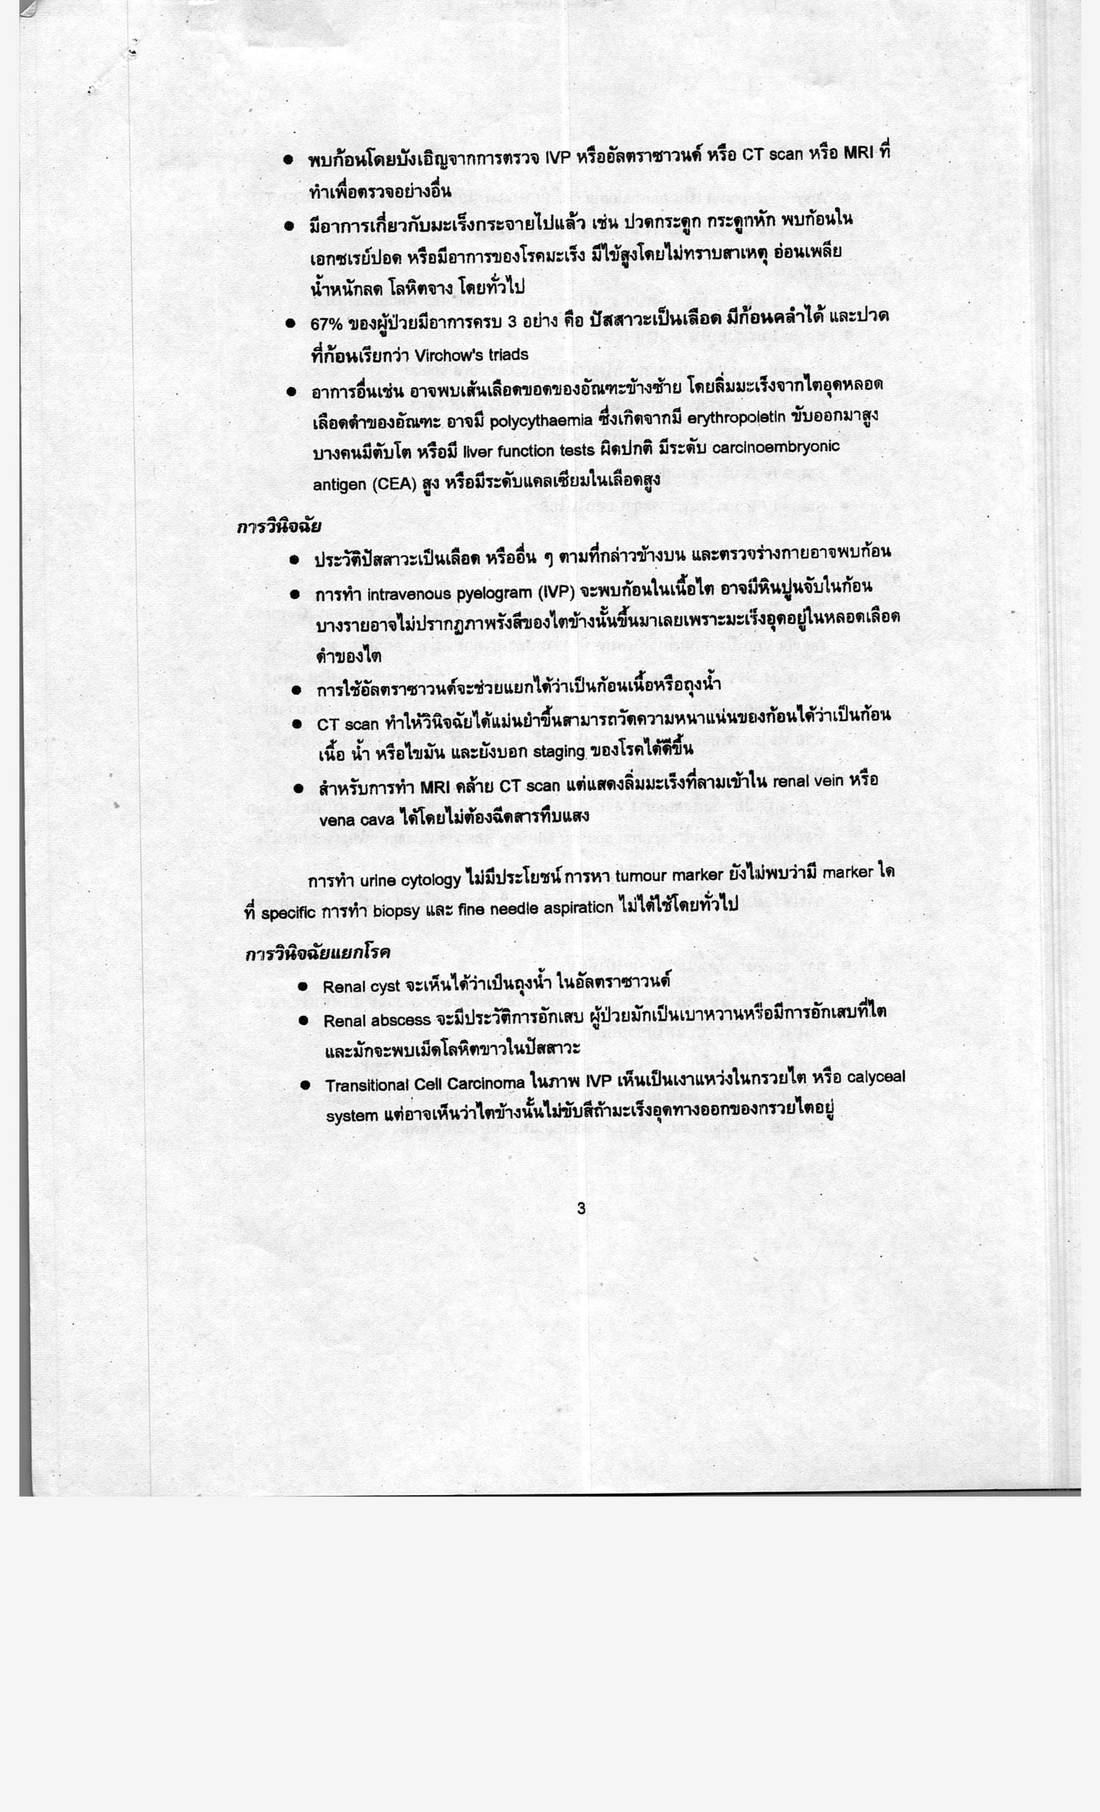 ● พบก้อนโดยบังเอิญจากการตรวจ IVP หรืออัลตราซาวนด์ หรือ CT scan หรือ MRI ที่
ทำเพื่อตรวจอย่างอื่น
● มีอาการเกี่ยวกับมะเร็งกระจายไปแล้ว เช่น ปวดกระดูก กระดูกหัก พบก้อนใน
เอกซเรย์ปอด หรือมีอาการของโรคมะเร็ง มีไข้สูงโดยไม่ทราบสาเหตุ อ่อนเพลีย
น้ำหนักลด โลหิตจาง โดยทั่วไป
● 67% ของผู้ป่วยมีอาการครบ 3 อย่าง คือ ปัสสาวะเป็นเลือด มีก้อนคลำได้ และปวด
ที่ก้อนเรียกว่า Virchow's triads
● อาการอื่นเช่น อาจพบเส้นเลือดขอดของอัณฑะข้างซ้าย โดยลิ่มมะเร็งจากไตอุดหลอด
เลือดดำของอัณฑะ อาจมี polycythaemia ซึ่งเกิดจากมี erythropoletin ขับออกมาสูง
บางคนมีตับโต หรือมี liver function tests ผิดปกติ มีระดับ carcinoembryonic
antigen (CEA) สูง หรือมีระดับแคลเซียมในเลือดสูง
การวินิจฉัย
● ประวัติปัสสาวะเป็นเลือด หรืออื่น ๆ ตามที่กล่าวข้างบน และตรวจร่างกายอาจพบก้อน
● การทำ intravenous pyelogram (IVP) จะพบก้อนในเนื้อไต อาจมีหินปูนจับในก้อน
บางรายอาจไม่ปรากฏภาพรังสีของไตข้างนั้นขึ้นมาเลยเพราะมะเร็งอุดอยู่ในหลอดเลือด
ดำของไต
● การใช้อัลตราซาวนด์จะช่วยแยกได้ว่าเป็นก้อนเนื้อหรือถุงน้ำ
● CT scan ทำให้วินิจฉัยได้แม่นยำขึ้นสามารถวัดความหนาแน่นของก้อนได้ว่าเป็นก้อน
เนื้อ น้ำ หรือไขมัน และยังบอก staging ของโรคได้ดีขึ้น
● สำหรับการทำ MRI คล้าย CT scan แต่แสดงลิ่มมะเร็งที่ลามเข้าใน renal vein หรือ
vena cava ได้โดยไม่ต้องฉีดสารทึบแสง
การทำ urine cytology ไม่มีประโยชน์ การหา tumour marker ยังไม่พบว่ามี marker ใด
ที่ specific การทำ biopsy และ fine needle aspiration ไม่ได้ใช้โดยทั่วไป
การวินิจฉัยแยกโรค
● Renal cyst จะเห็นได้ว่าเป็นถุงน้ำ ในอัลตราซาวนด์
● Renal abscess จะมีประวัติการอักเสบ ผู้ป่วยมักเป็นเบาหวานหรือมีการอักเสบที่ไต
และมักจะพบเม็ดโลหิตขาวในปัสสาวะ
● Transitional Cell Carcinoma ในภาพ IVP เห็นเป็นเงาแหว่งในกรวยไต หรือ calyceal
system แต่อาจเห็นว่าไตข้างนั้นไม่ขับสีถ้ามะเร็งอุดทางออกของกรวยไตอยู่
3